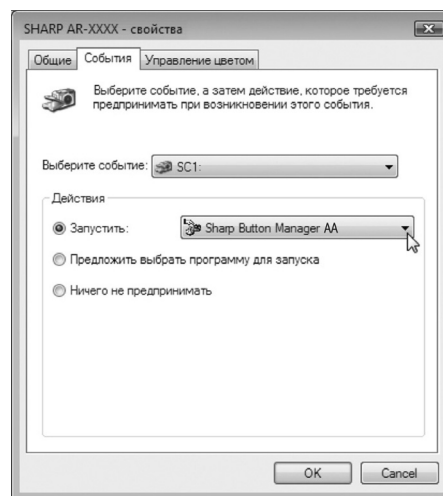 SHARP AR-XXXX - свойства
Общие События Управление цветом
Выберите событие, а затем действие, которое требуется
предпринимать при возникновении этого события.
Выберите событие: SC1:
Действия
Запустить: Sharp Button Manager AA
Предложить выбрать программу для запуска
Ничего не предпринимать
OK Cancel